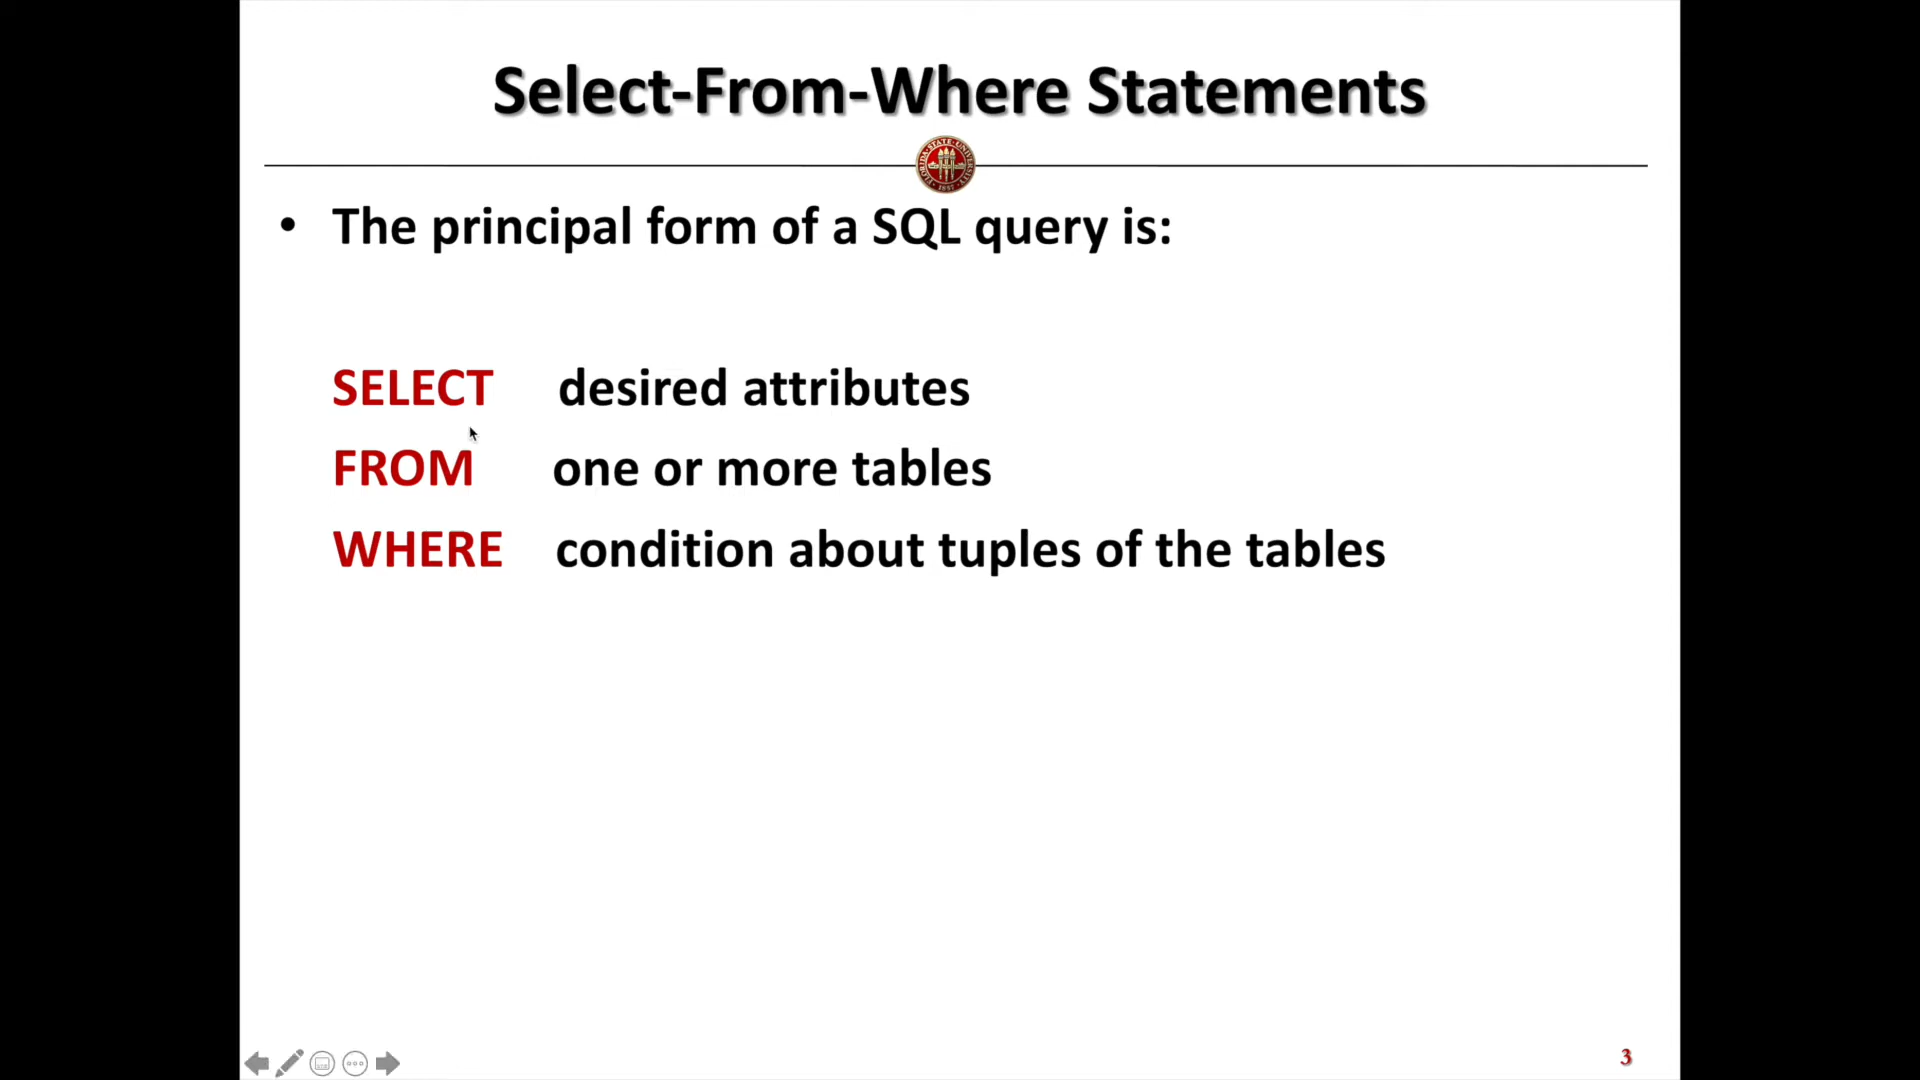 Select-From-Where Statements
• The principal form of a SQL query is:
SELECT desired attributes
FROM one or more tables
WHERE condition about tuples of the tables
3